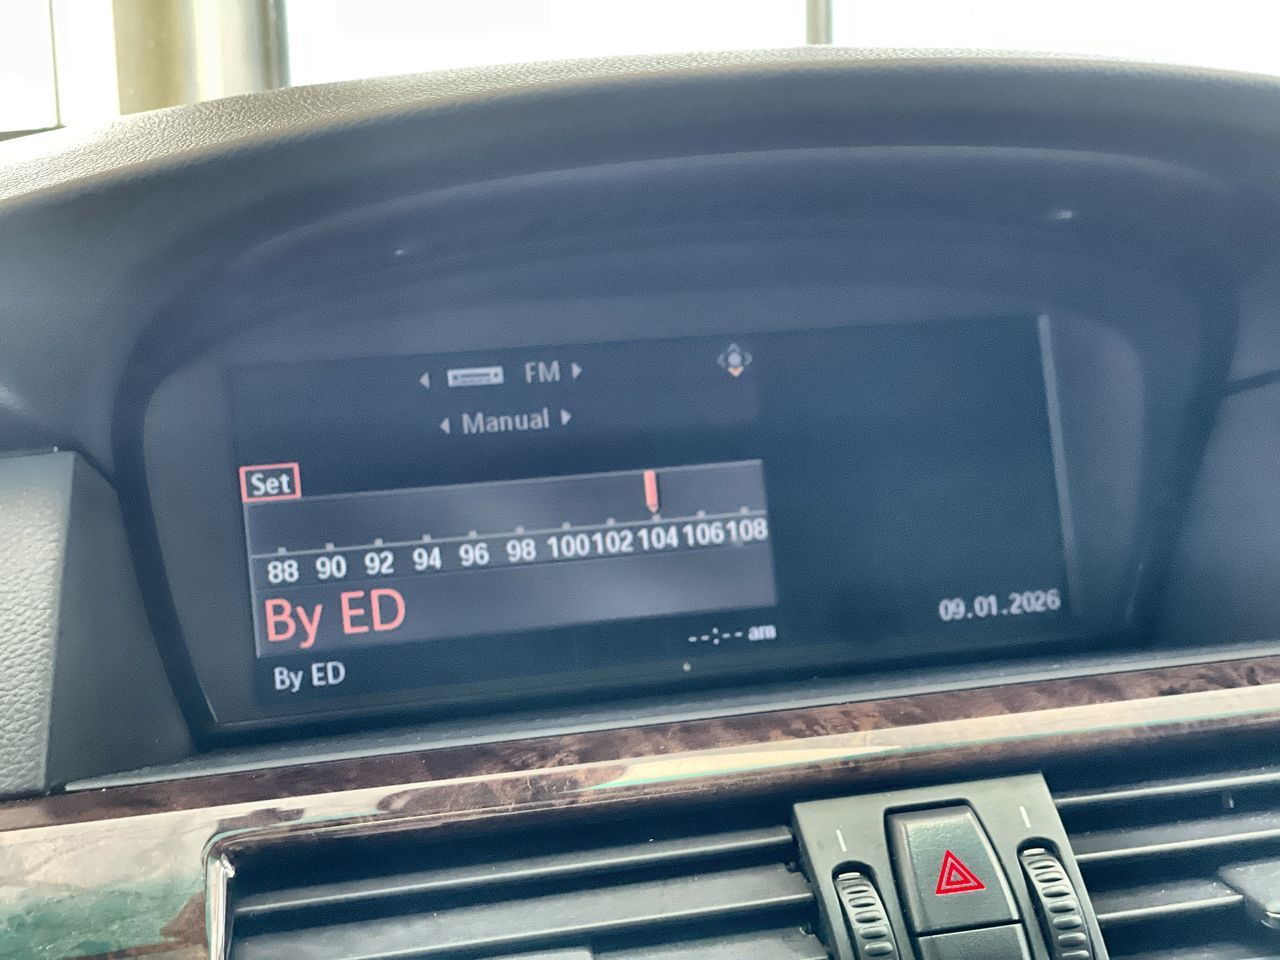 FM
Manual
Set
88 90 92 94 96 98 100 102 104 106 108
By ED
By ED
--:-- am
09.01.2026